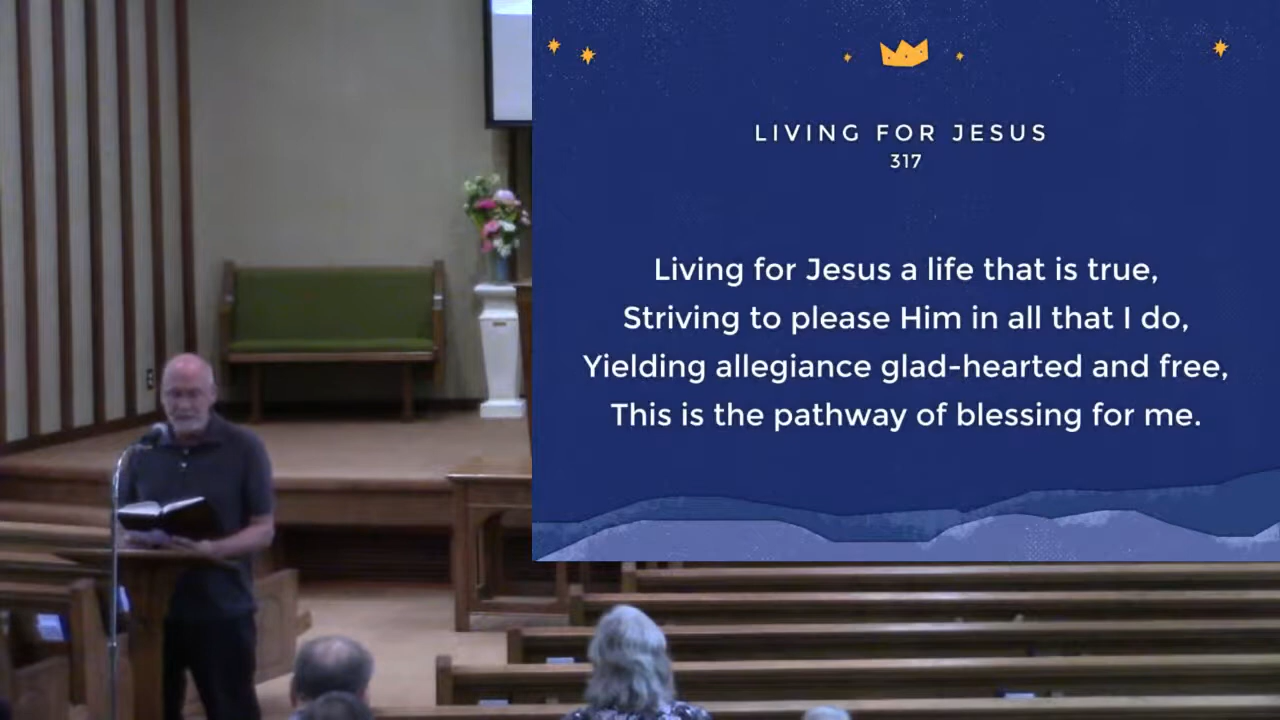 LIVING FOR JESUS
317
Living for Jesus a life that is true,
Striving to please Him in all that I do,
Yielding allegiance glad-hearted and free,
This is the pathway of blessing for me.